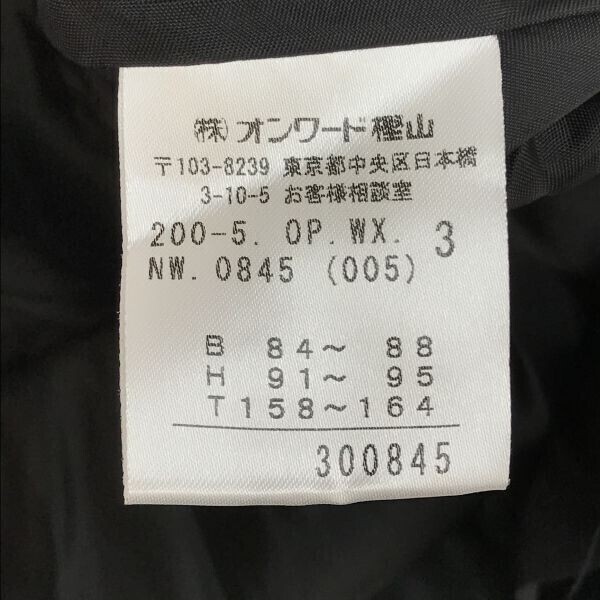 ㈱オンワード樫山
〒103-8239 東京都中央区日本橋
3-10-5 お客様相談室
200-5. OP. WX. 3
NW. 0845 (005)
B 84～ 88
H 91～ 95
T 158～164
300845